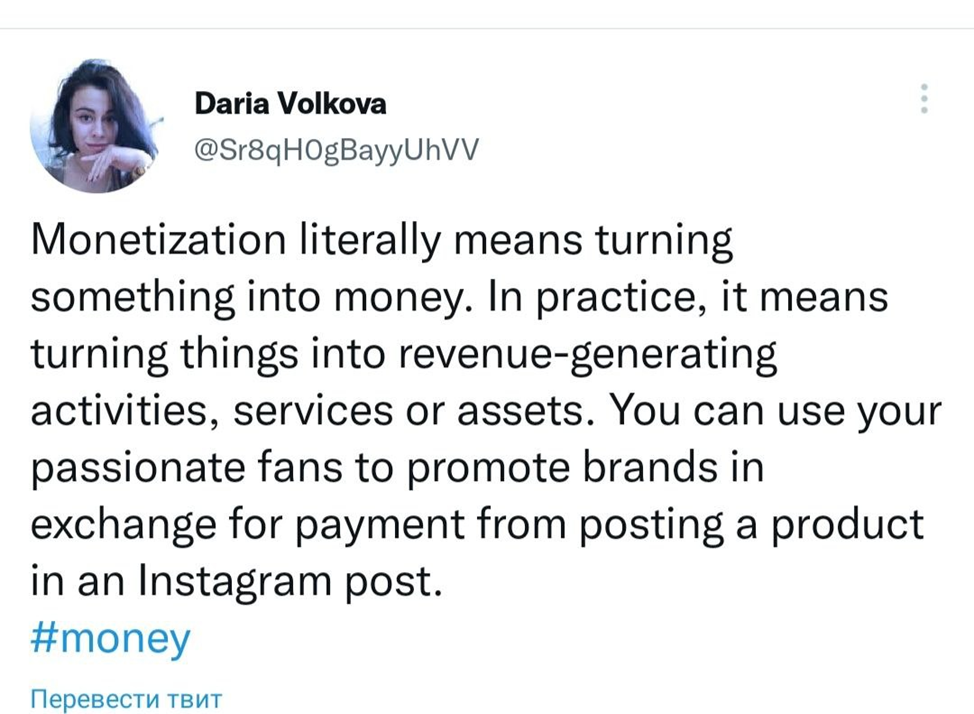 Daria Volkova
@Sr8qH0gBayyUhVV
Monetization literally means turning
something into money. In practice, it means
turning things into revenue-generating
activities, services or assets. You can use your
passionate fans to promote brands in
exchange for payment from posting a product
in an Instagram post.
#money
Перевести твит